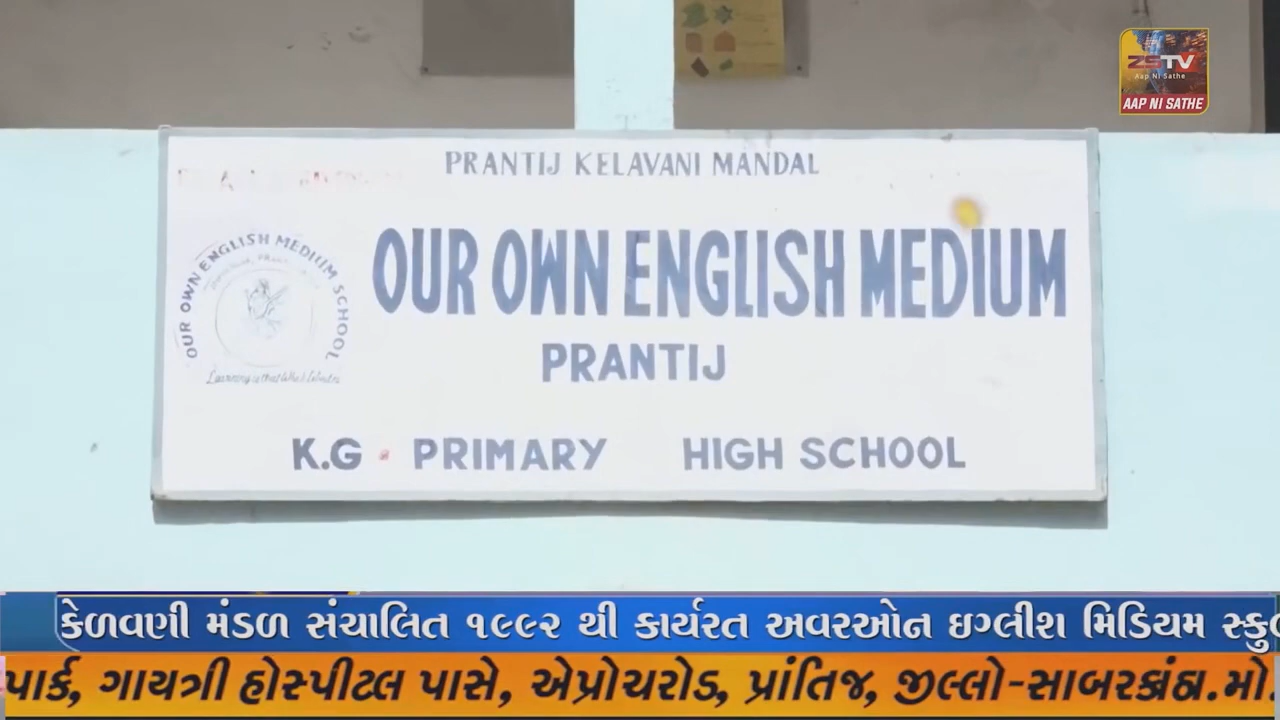 ZSTV
Aap Ni Sathe
AAP NI SATHE
PRANTIJ KELAVANI MANDAL
OUR OWN ENGLISH MEDIUM SCHOOL
OUR OWN ENGLISH MEDIUM
PRANTIJ
K.G PRIMARY HIGH SCHOOL
કેળવણી મંડળ સંચાલિત ૧૯૯૨ થી કાર્યરત અવરઓન ઇગ્લીશ મિડિયમ
પાર્ક, ગાયત્રી હોસ્પીટલ પાસે, એપ્રોચરોડ, પ્રાંતિજ, જીલ્લો-સાબરકાંઠા.મો.